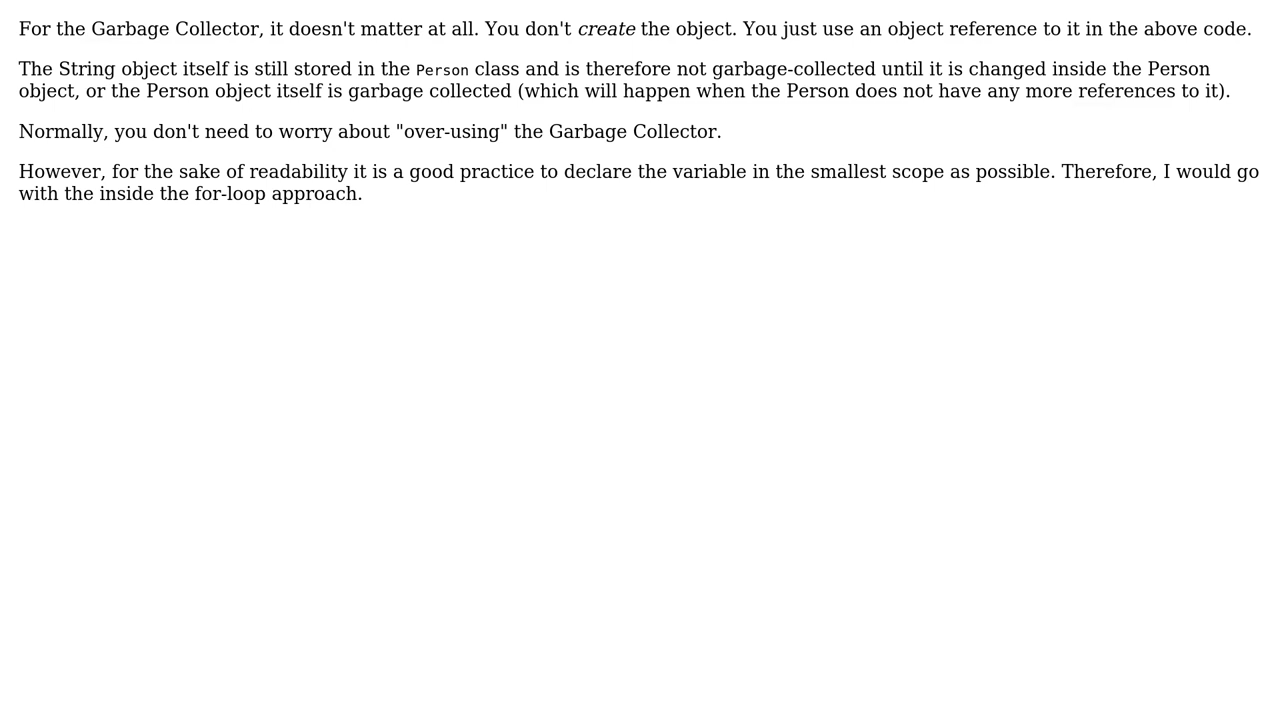 For the Garbage Collector, it doesn't matter at all. You don't create the object. You just use an object reference to it in the above code.
The String object itself is still stored in the Person class and is therefore not garbage-collected until it is changed inside the Person
object, or the Person object itself is garbage collected (which will happen when the Person does not have any more references to it).
Normally, you don't need to worry about "over-using" the Garbage Collector.
However, for the sake of readability it is a good practice to declare the variable in the smallest scope as possible. Therefore, I would go
with the inside the for-loop approach.